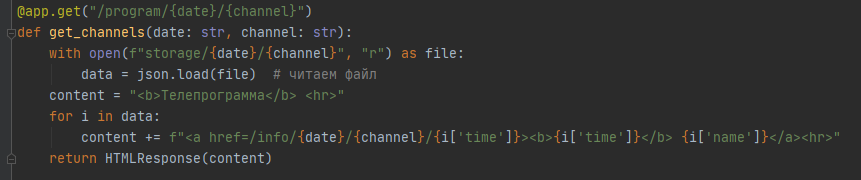 @app.get("/program/{date}/{channel}")
def get_channels(date: str, channel: str):
    with open(f"storage/{date}/{channel}", "r") as file:
        data = json.load(file)  # читаем файл
    content = "<b>Телепрограмма</b> <hr>"
    for i in data:
        content += f"<a href=/info/{date}/{channel}/{i['time']}><b>{i['time']}</b> {i['name']}</a><hr>"
    return HTMLResponse(content)